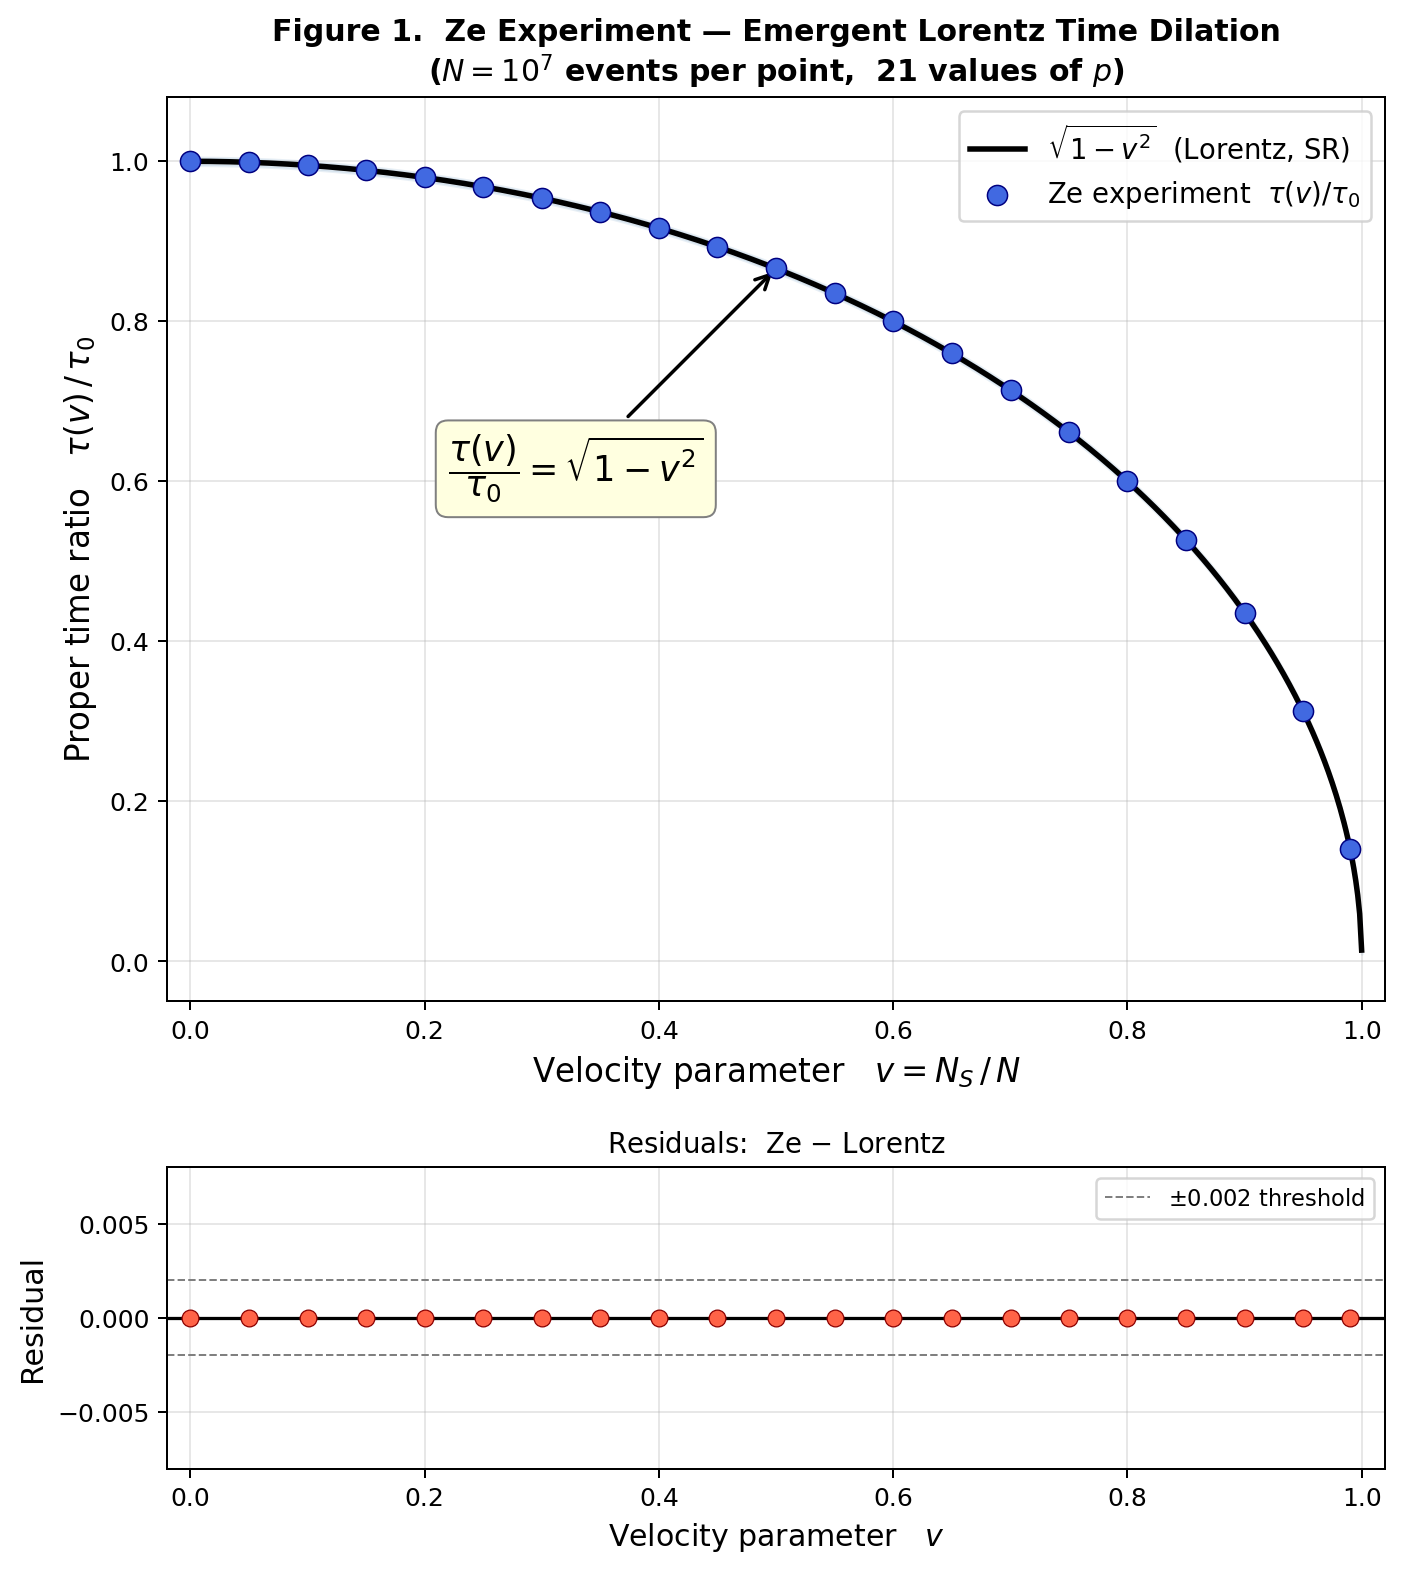 Figure 1.  Ze Experiment — Emergent Lorentz Time Dilation
(N = 10⁷ events per point,  21 values of p)
√1 − v²  (Lorentz, SR)
Ze experiment  τ(v)/τ₀
1.0
0.8
0.6
0.4
0.2
0.0
Proper time ratio   τ(v) / τ₀
τ(v)/τ₀ = √1 − v²
0.0 0.2 0.4 0.6 0.8 1.0
Velocity parameter   v = N_S / N
Residuals:  Ze − Lorentz
±0.002 threshold
0.005
0.000
−0.005
Residual
0.0 0.2 0.4 0.6 0.8 1.0
Velocity parameter   v